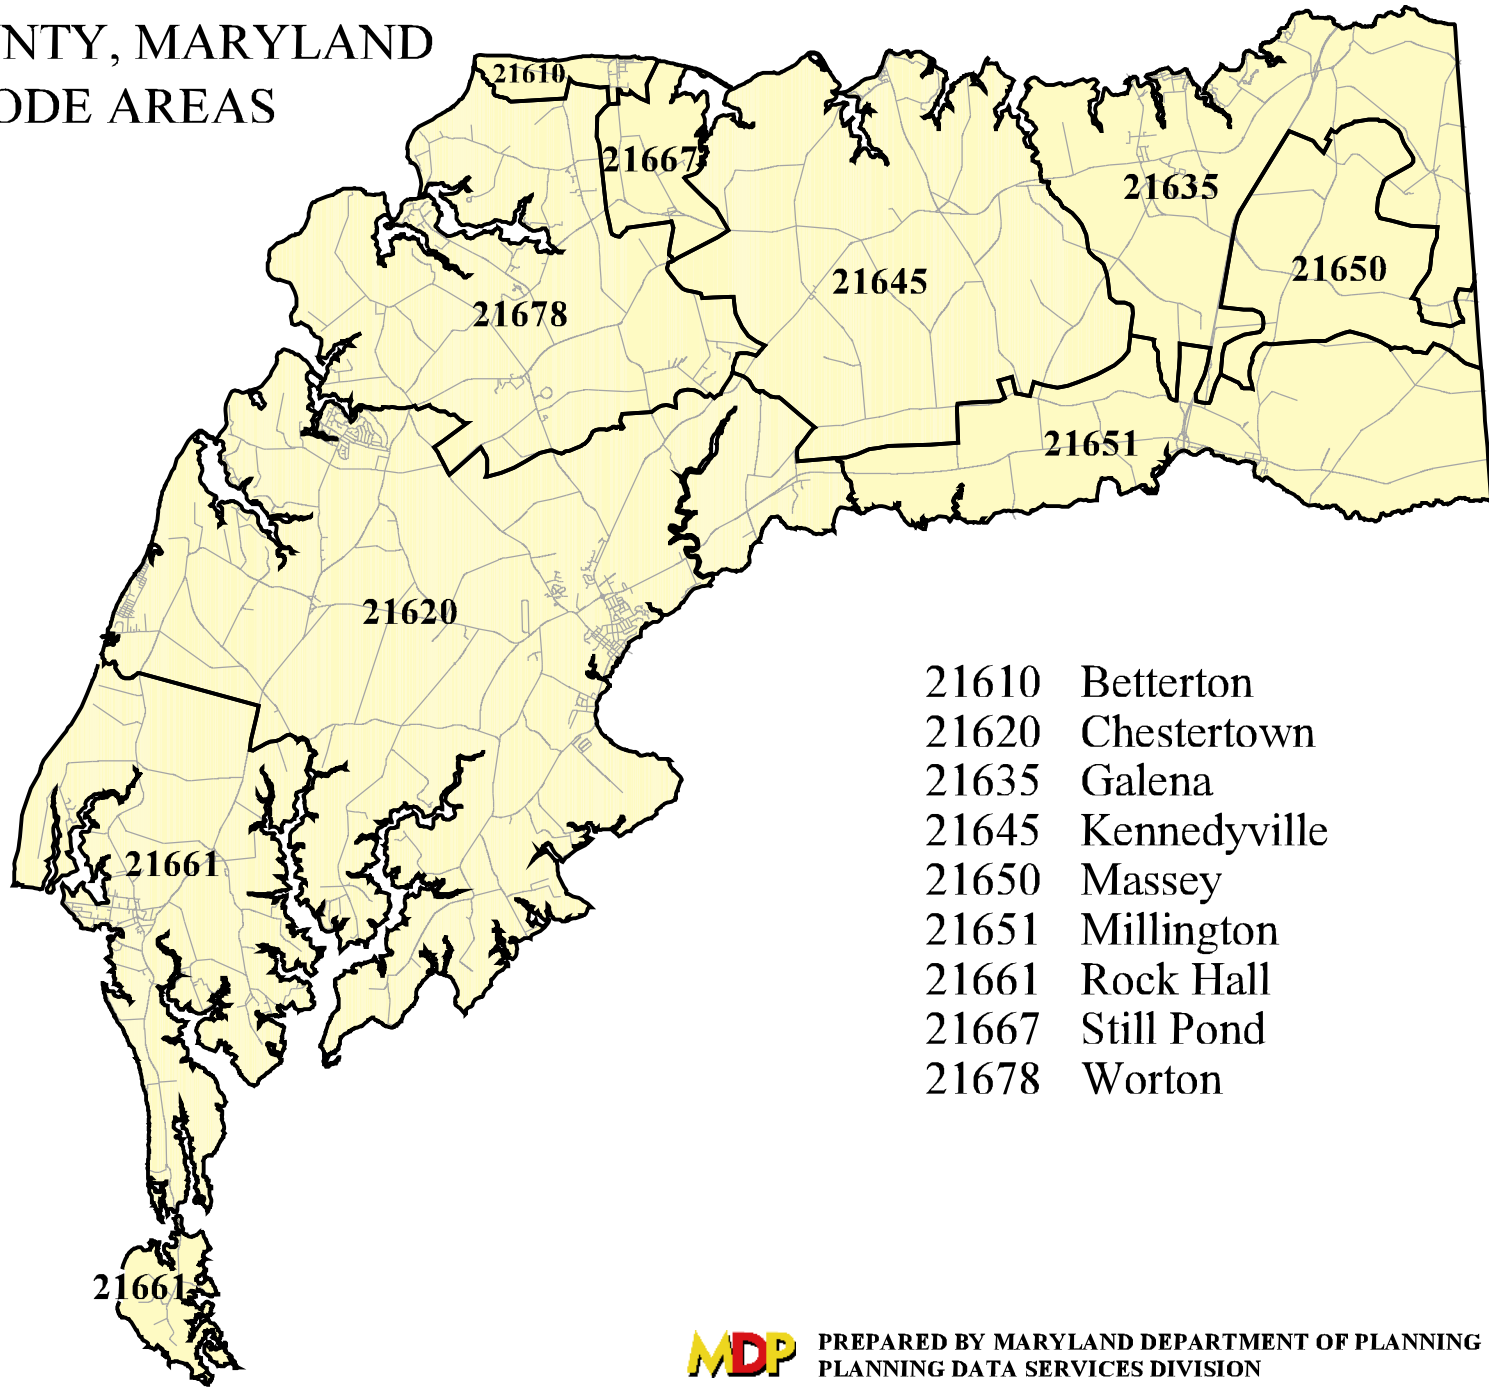 NTY, MARYLAND
ODE AREAS
21610
21667
21635
21645
21650
21678
21651
21620
21661
21661
21610 Betterton
21620 Chestertown
21635 Galena
21645 Kennedyville
21650 Massey
21651 Millington
21661 Rock Hall
21667 Still Pond
21678 Worton
MDP
PREPARED BY MARYLAND DEPARTMENT OF PLANNING
PLANNING DATA SERVICES DIVISION